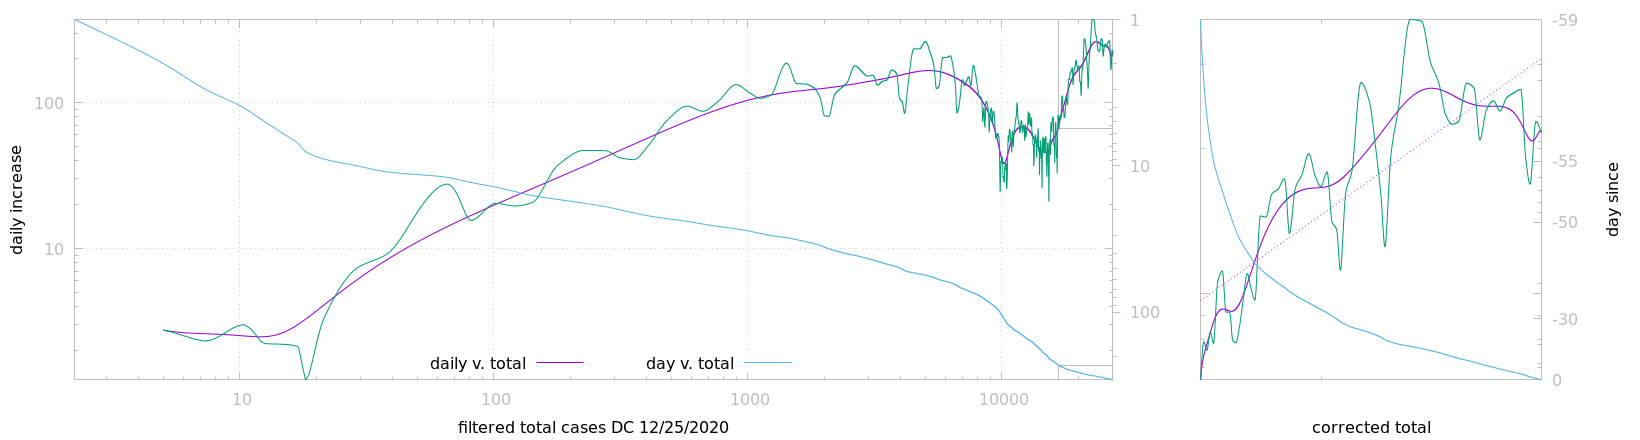 daily increase
100
10
1
10
100
daily v. total
day v. total
10
100
1000
10000
filtered total cases DC 12/25/2020
-59
-55
-50
-30
0
day since
corrected total